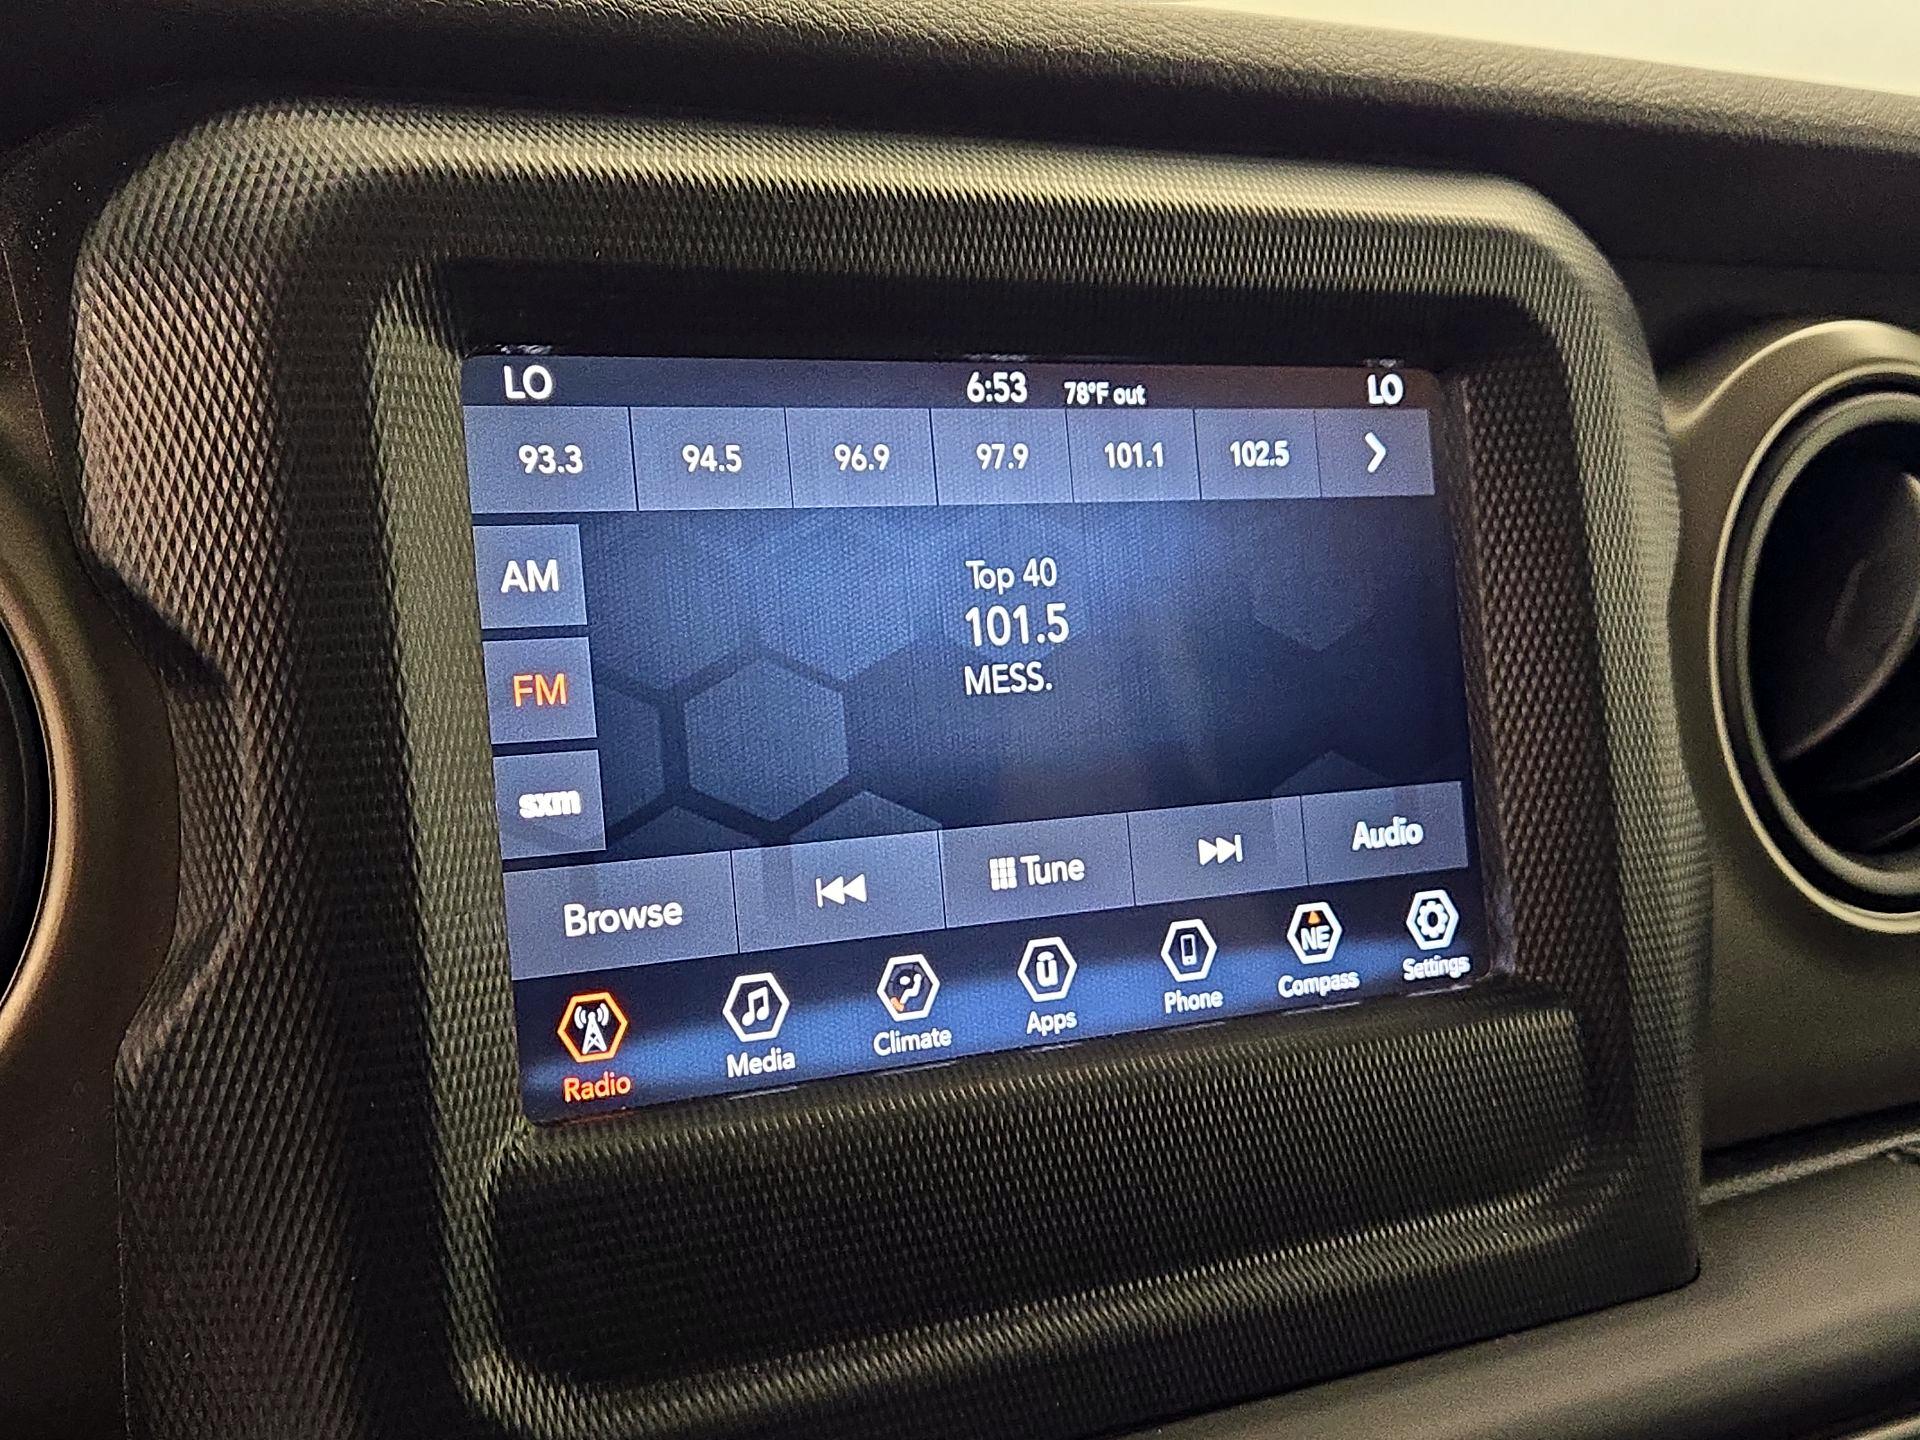 LO 6:53 78°F out LO
93.3 94.5 96.9 97.9 101.1 102.5
AM
Top 40
101.5
FM
MESS.
sxm
Browse Tune Audio
Radio Media Climate Apps Phone NE Compass Settings